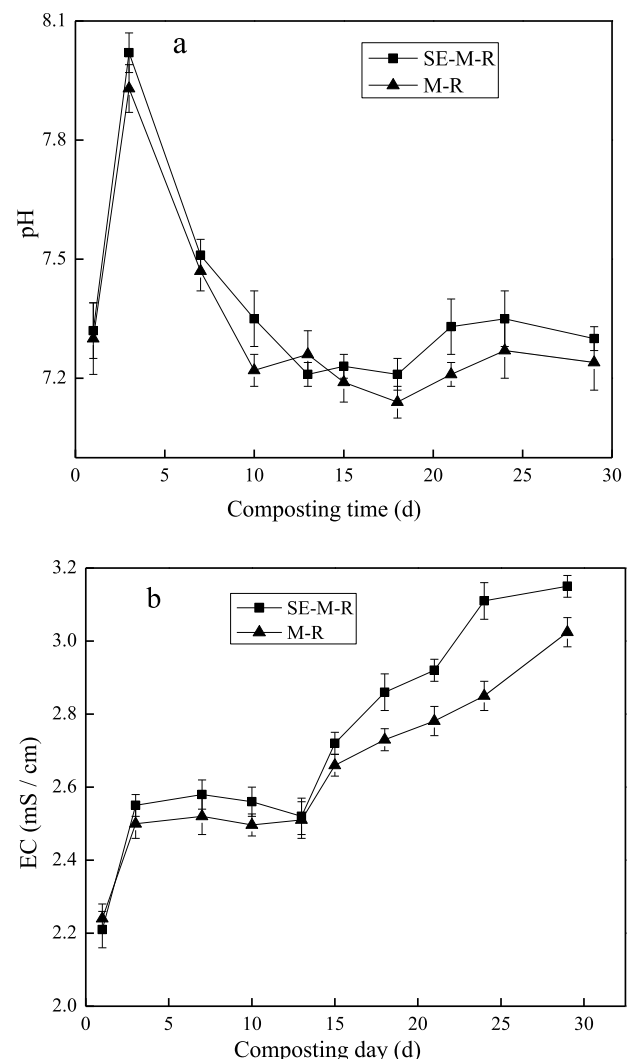 8.1
a
SE-M-R
M-R
7.8
pH
7.5
7.2
0 5 10 15 20 25 30
Composting time (d)
3.2
b
SE-M-R
M-R
3.0
2.8
EC (mS / cm)
2.6
2.4
2.2
2.0
0 5 10 15 20 25 30
Composting day (d)